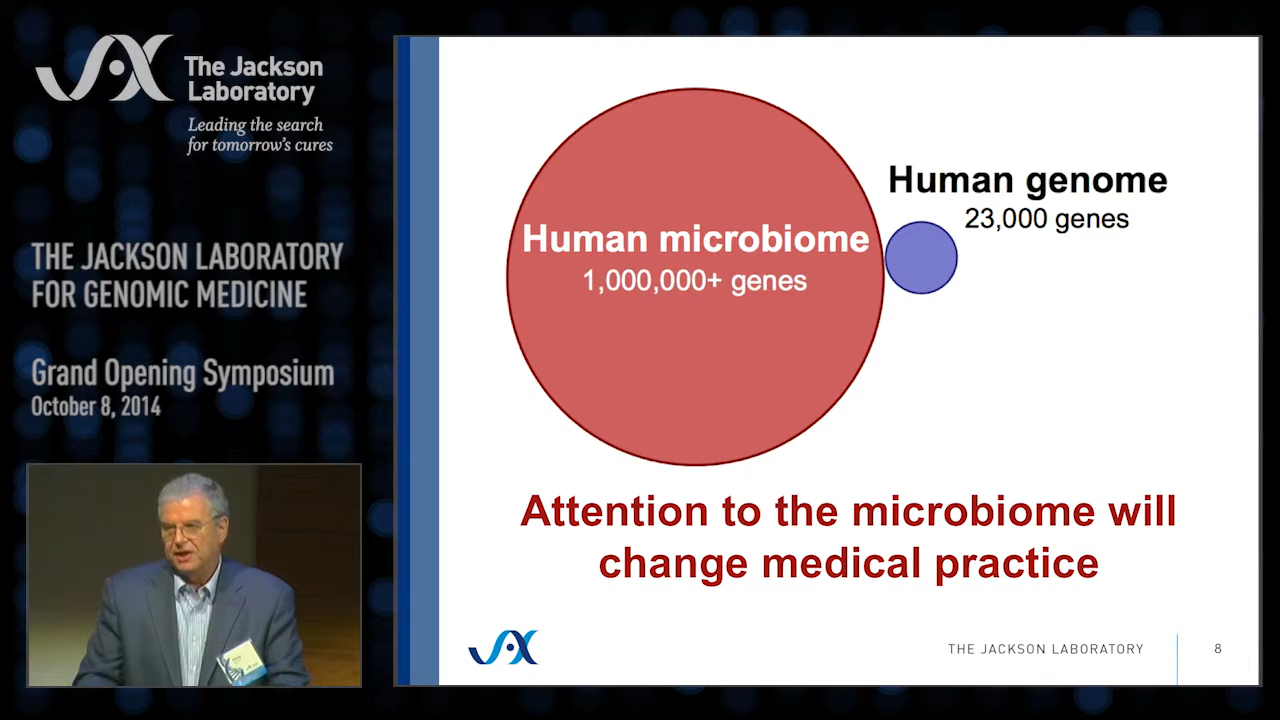 JAX
The Jackson
Laboratory
Leading the search
for tomorrow's cures
THE JACKSON LABORATORY
FOR GENOMIC MEDICINE
Grand Opening Symposium
October 8, 2014
Human microbiome
1,000,000+ genes
Human genome
23,000 genes
Attention to the microbiome will
change medical practice
JAX
THE JACKSON LABORATORY
8